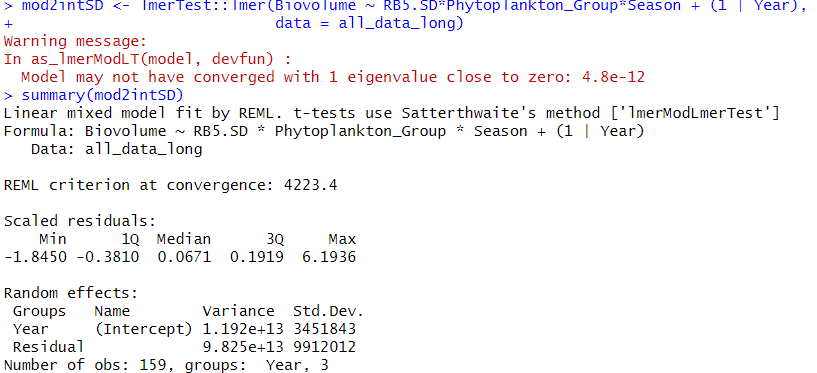 > mod2intSD <- lmerTest::lmer(Biovolume ~ RB5.SD*Phytoplankton_Group*Season + (1 | Year),
+                             data = all_data_long)
Warning message:
In as_lmerModLT(model, devfun) :
  Model may not have converged with 1 eigenvalue close to zero: 4.8e-12
> summary(mod2intSD)
Linear mixed model fit by REML. t-tests use Satterthwaite's method ['lmerModLmerTest']
Formula: Biovolume ~ RB5.SD * Phytoplankton_Group * Season + (1 | Year)
   Data: all_data_long

REML criterion at convergence: 4223.4

Scaled residuals:
    Min      1Q  Median      3Q     Max
-1.8450 -0.3810  0.0671  0.1919  6.1936

Random effects:
 Groups   Name        Variance  Std.Dev.
 Year     (Intercept) 1.192e+13 3451843
 Residual             9.825e+13 9912012
Number of obs: 159, groups:  Year, 3